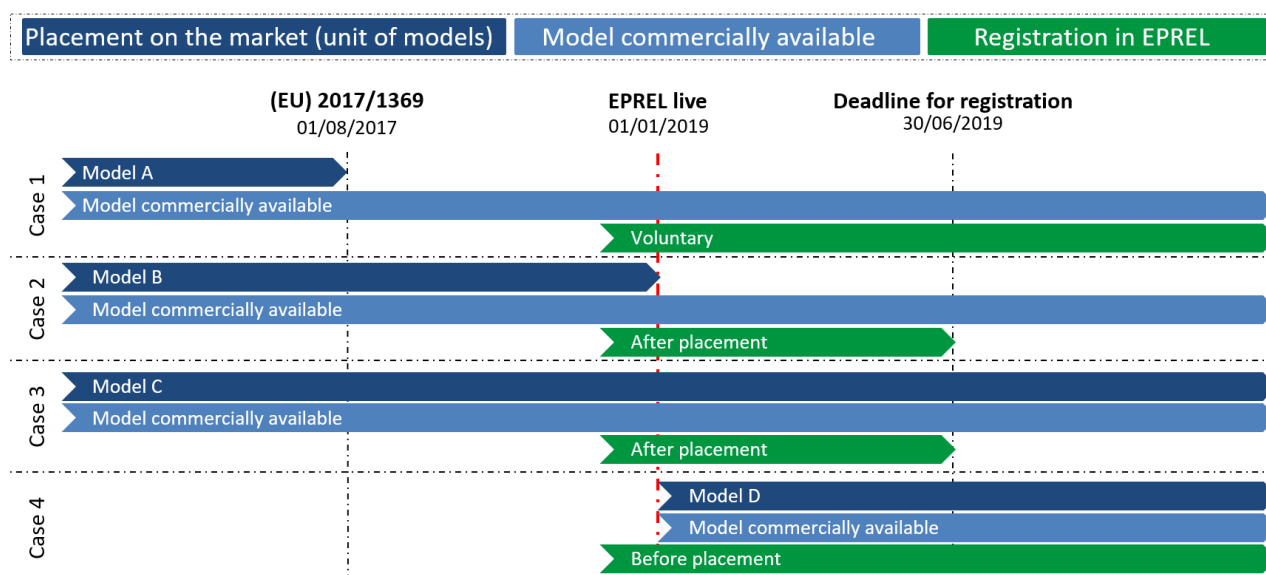 Placement on the market (unit of models)
Model commercially available
Registration in EPREL
(EU) 2017/1369
01/08/2017
EPREL live
01/01/2019
Deadline for registration
30/06/2019
Case 1
Model A
Model commercially available
Voluntary
Case 2
Model B
Model commercially available
After placement
Case 3
Model C
Model commercially available
After placement
Case 4
Model D
Model commercially available
Before placement